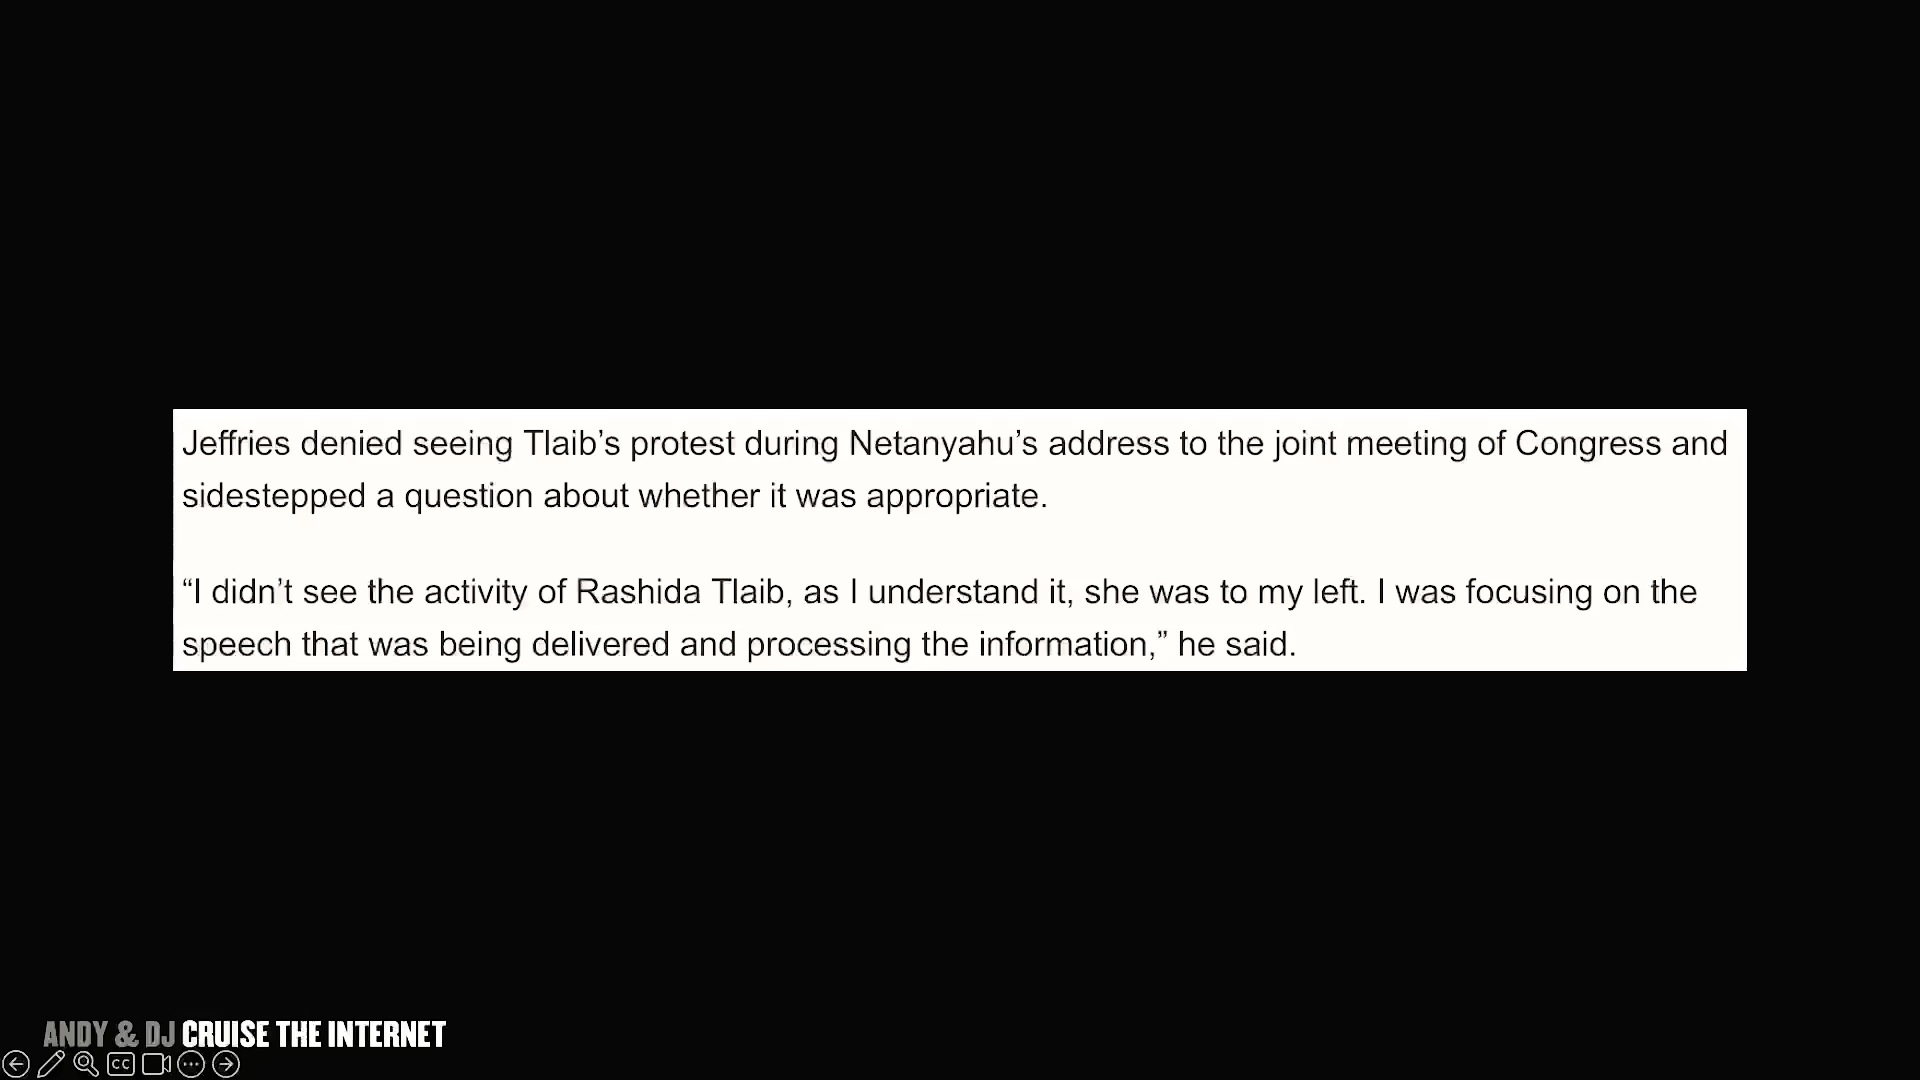 Jeffries denied seeing Tlaib’s protest during Netanyahu’s address to the joint meeting of Congress and
sidestepped a question about whether it was appropriate.
“I didn’t see the activity of Rashida Tlaib, as I understand it, she was to my left. I was focusing on the
speech that was being delivered and processing the information,” he said.
ANDY & DJ CRUISE THE INTERNET
CC